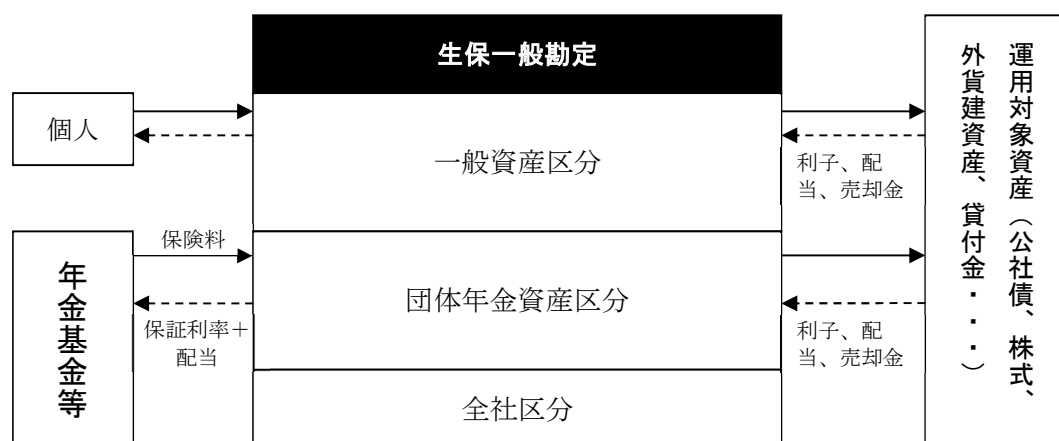 生保一般勘定
個人
一般資産区分
利子、配
当、売却金
運用対象資産（公社債、株式、
外貨建資産、貸付金・・・）
年金基金等
保険料
保証利率＋
配当
団体年金資産区分
利子、配
当、売却金
全社区分